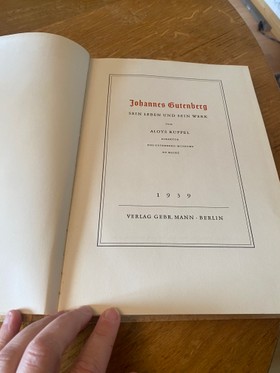 Johannes Gutenberg
SEIN LEBEN UND SEIN WERK
VON
ALOYS RUPPEL
DIREKTOR
DES GUTENBERG-MUSEUMS
ZU MAINZ
1939
VERLAG GEBR. MANN · BERLIN